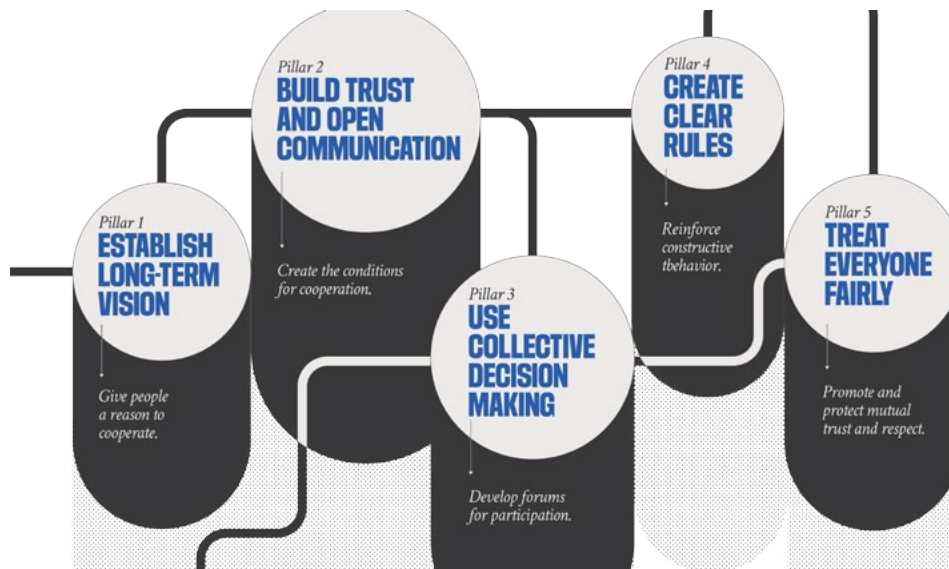 Pillar 1
ESTABLISH
LONG-TERM
VISION
Give people
a reason to
cooperate.
Pillar 2
BUILD TRUST
AND OPEN
COMMUNICATION
Create the conditions
for cooperation.
Pillar 3
USE
COLLECTIVE
DECISION
MAKING
Develop forums
for participation.
Pillar 4
CREATE
CLEAR
RULES
Reinforce
constructive
tbehavior.
Pillar 5
TREAT
EVERYONE
FAIRLY
Promote and
protect mutual
trust and respect.